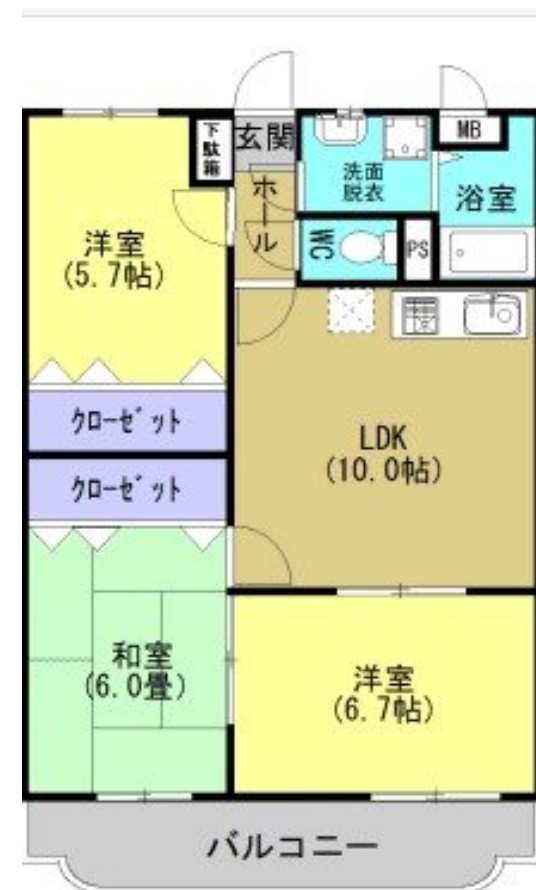 下駄箱
玄関
ホール
洗面
脱衣
MB
浴室
WC
PS
洋室
(5.7帖)
クローゼット
クローゼット
LDK
(10.0帖)
和室
(6.0畳)
洋室
(6.7帖)
バルコニー